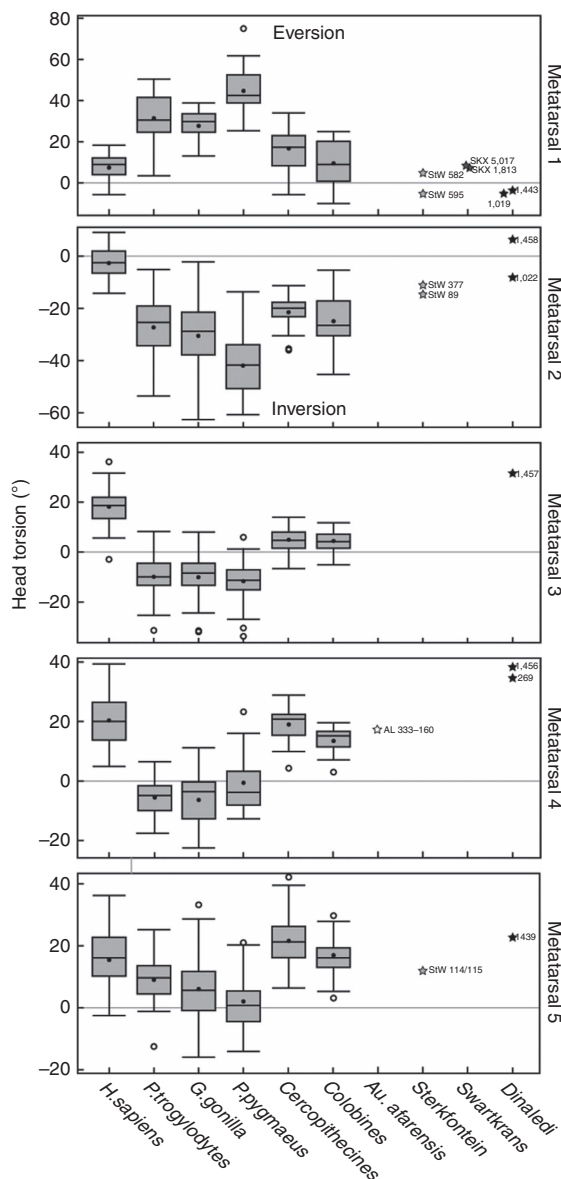 80
Eversion
60
40
20
0
SKX 5,017
SKX 1,813
StW 582
StW 595
1,443
1,019
Metatarsal 1
0
−20
−40
−60
1,458
1,022
StW 377
StW 89
Inversion
Metatarsal 2
Head torsion (°)
40
20
0
−20
1,457
Metatarsal 3
40
20
0
−20
1,456
269
AL 333–160
Metatarsal 4
40
20
0
−20
1439
StW 114/115
Metatarsal 5
H.sapiens
P.trogylodytes
G.gonilla
P.pygmaeus
Cercopithecines
Colobines
Au. afarensis
Sterkfontein
Swartkrans
Dinaledi